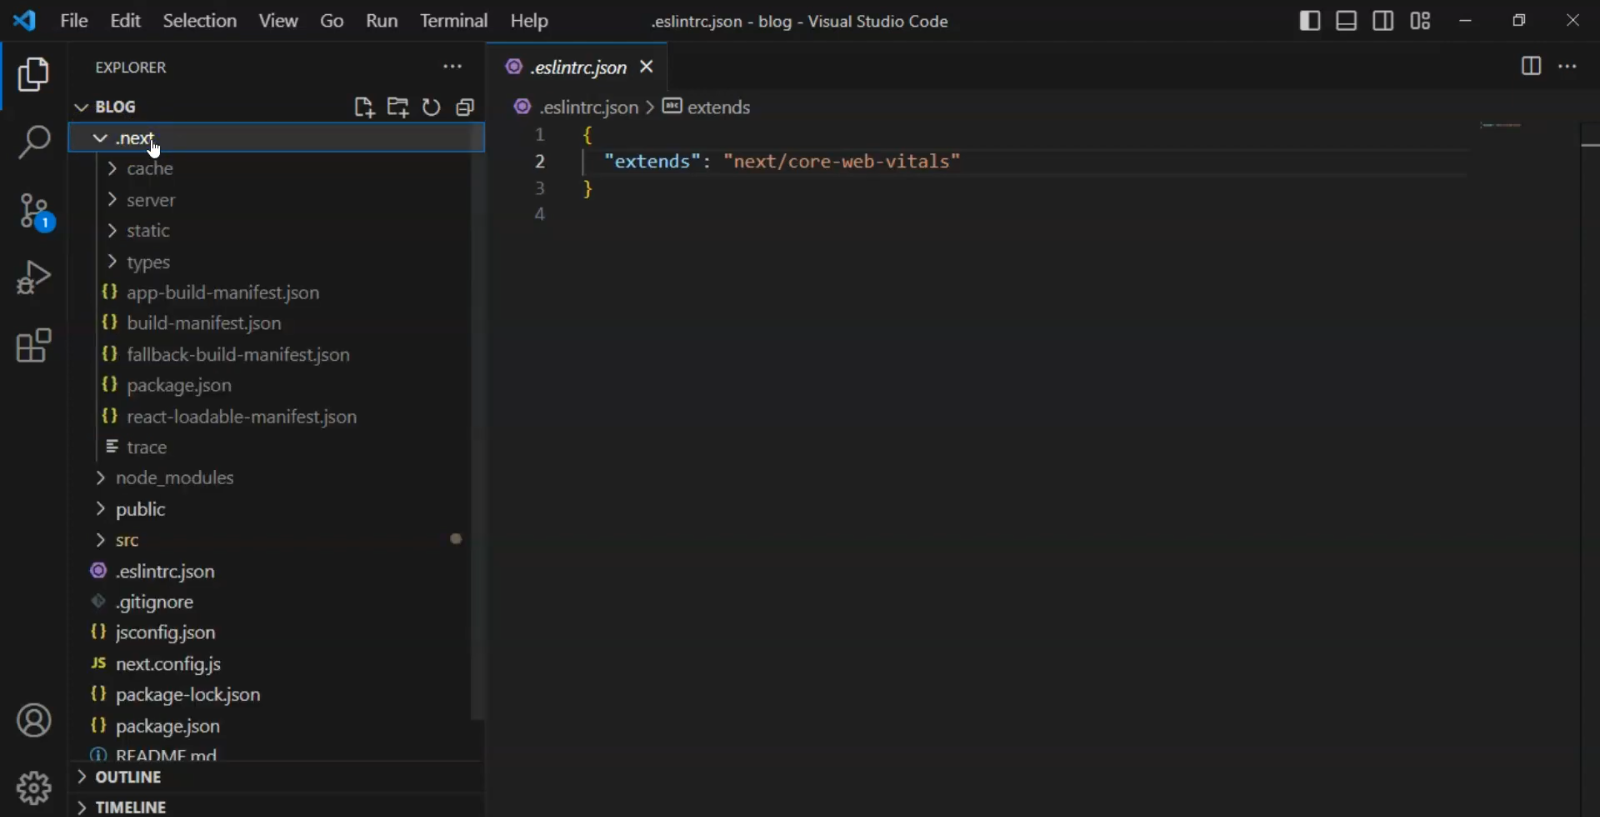 File Edit Selection View Go Run Terminal Help .eslintrc.json - blog - Visual Studio Code
EXPLORER
BLOG
.next
cache
server
static
types
app-build-manifest.json
build-manifest.json
fallback-build-manifest.json
package.json
react-loadable-manifest.json
trace
node_modules
public
src
.eslintrc.json
.gitignore
jsconfig.json
next.config.js
package-lock.json
package.json
README.md
OUTLINE
TIMELINE
1
.eslintrc.json
.eslintrc.json > extends
1 {
2 "extends": "next/core-web-vitals"
3 }
4